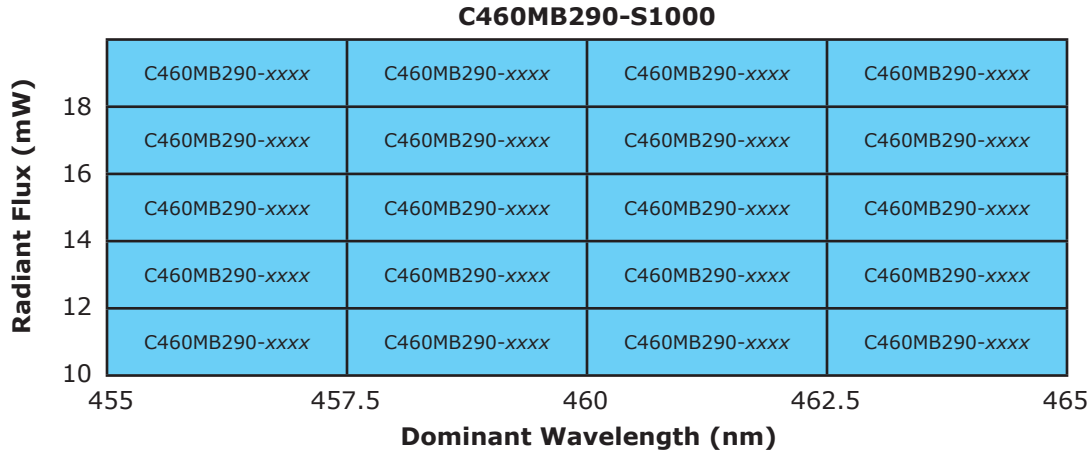 C460MB290-S1000
Radiant Flux (mW)
C460MB290-xxxx C460MB290-xxxx C460MB290-xxxx C460MB290-xxxx
18
C460MB290-xxxx C460MB290-xxxx C460MB290-xxxx C460MB290-xxxx
16
C460MB290-xxxx C460MB290-xxxx C460MB290-xxxx C460MB290-xxxx
14
C460MB290-xxxx C460MB290-xxxx C460MB290-xxxx C460MB290-xxxx
12
C460MB290-xxxx C460MB290-xxxx C460MB290-xxxx C460MB290-xxxx
10
455 457.5 460 462.5 465
Dominant Wavelength (nm)